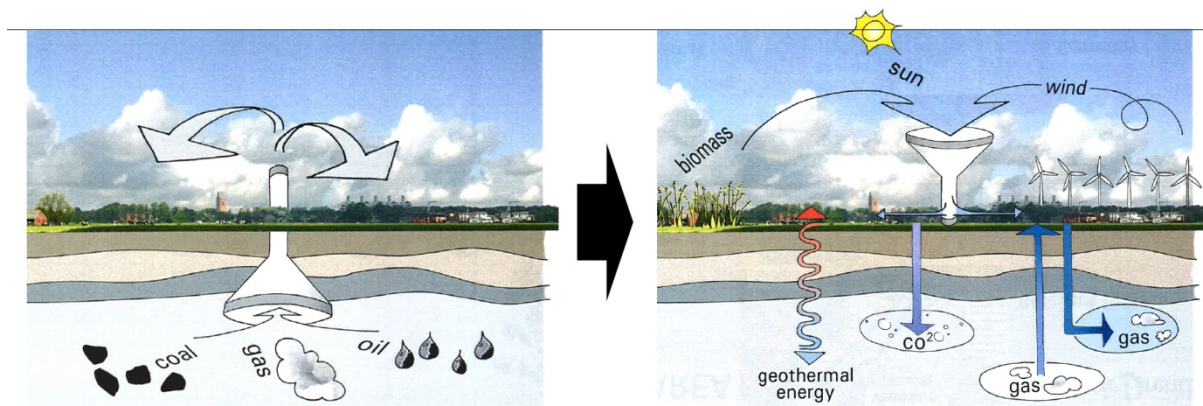 coal
gas
oil
sun
wind
biomass
geothermal
energy
co²
gas
gas